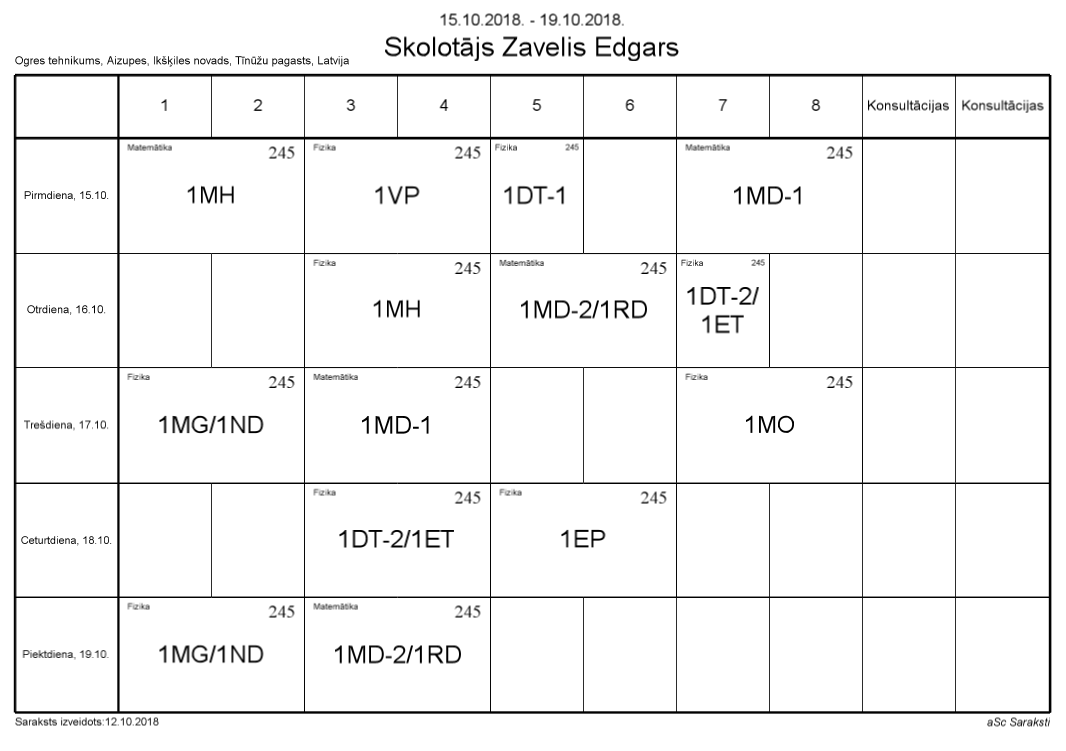 15.10.2018. - 19.10.2018.
Skolotājs Zavelis Edgars
Ogres tehnikums, Aizupes, Ikšķiles novads, Tīnūžu pagasts, Latvija
1 2 3 4 5 6 7 8 Konsultācijas Konsultācijas
Matemātika 245 Fizika 245 Fizika 245 Matemātika 245
Pirmdiena, 15.10. 1MH 1VP 1DT-1 1MD-1
Fizika 245 Matemātika 245 Fizika 245
Otrdiena, 16.10. 1MH 1MD-2/1RD 1DT-2/
1ET
Fizika 245 Matemātika 245 Fizika 245
Trešdiena, 17.10. 1MG/1ND 1MD-1 1MO
Fizika 245 Fizika 245
Ceturtdiena, 18.10. 1DT-2/1ET 1EP
Fizika 245 Matemātika 245
Piektdiena, 19.10. 1MG/1ND 1MD-2/1RD
Saraksts izveidots:12.10.2018 aSc Saraksti